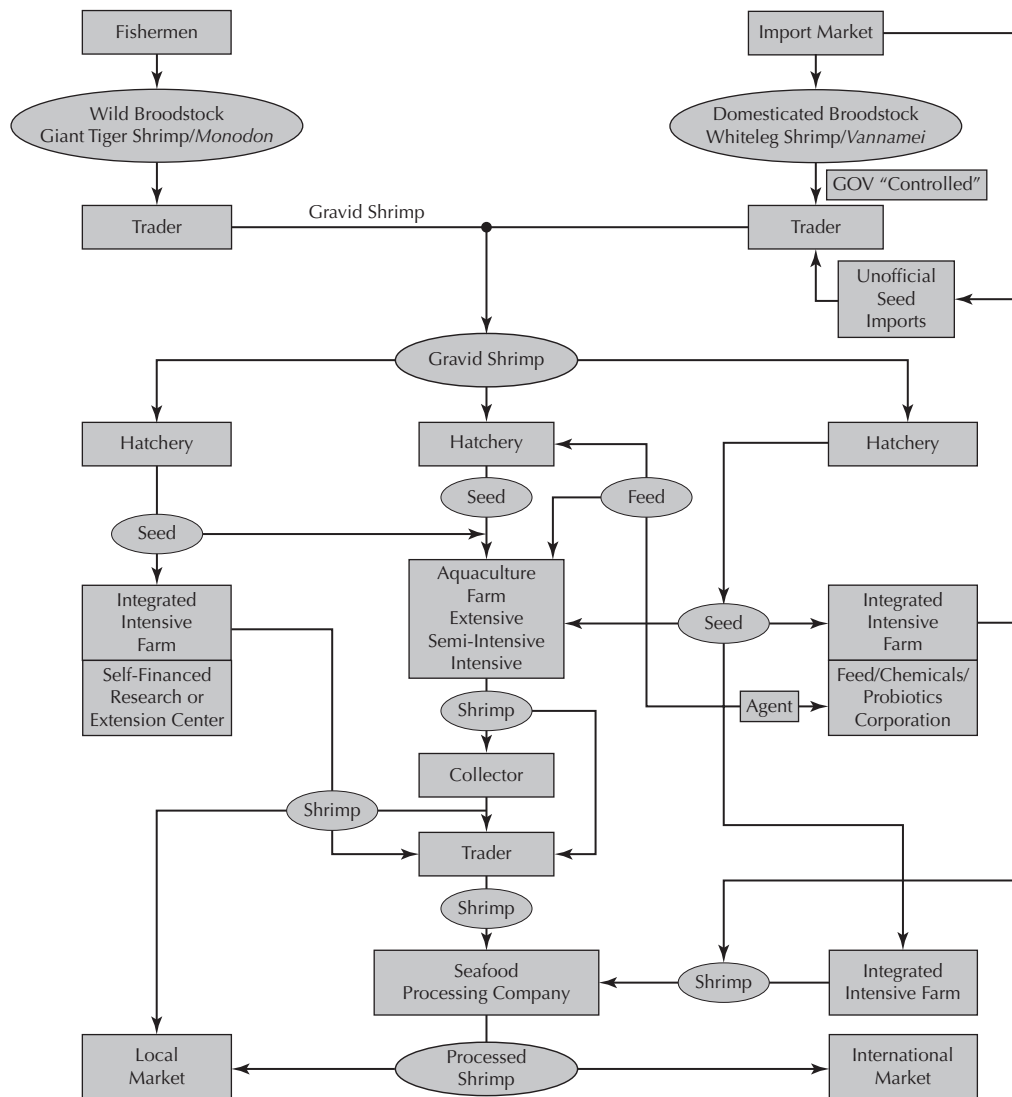 Fishermen
Import Market
Wild Broodstock
Giant Tiger Shrimp/Monodon
Domesticated Broodstock
Whiteleg Shrimp/Vannamei
GOV “Controlled”
Trader
Gravid Shrimp
Trader
Unofficial
Seed
Imports
Gravid Shrimp
Hatchery
Hatchery
Hatchery
Seed
Feed
Seed
Aquaculture
Farm
Extensive
Semi-Intensive
Intensive
Integrated
Intensive
Farm
Self-Financed
Research or
Extension Center
Seed
Integrated
Intensive
Farm
Feed/Chemicals/
Probiotics
Corporation
Agent
Shrimp
Collector
Shrimp
Trader
Shrimp
Seafood
Processing Company
Shrimp
Integrated
Intensive Farm
Local
Market
Processed
Shrimp
International
Market